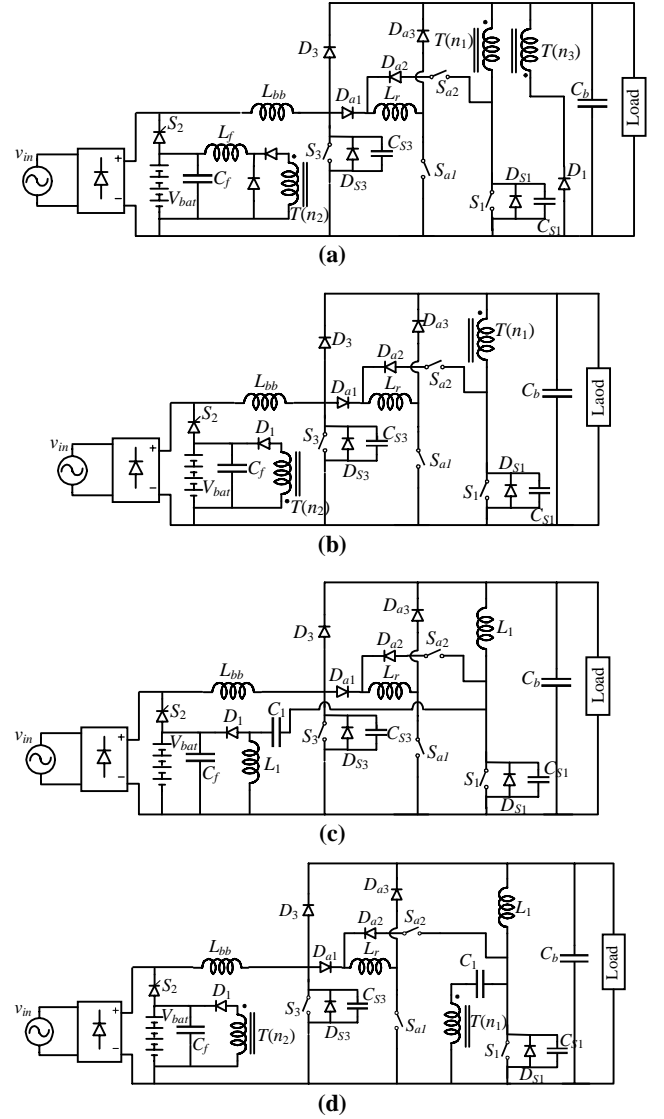 D3 Da3 T(n1) T(n3)
Da2 Sa2 Cb Load
Lbb Da1 Lr
S2 Lf S3 CS3 DS1 D1
vin + − Vbat Cf T(n2) DS3 Sa1 S1 CS1
(a)
D3 Da3 T(n1)
Da2 Sa2 Cb Laod
Lbb Da1 Lr
S2 D1 S3 CS3 DS1
vin + − Vbat Cf T(n2) DS3 Sa1 S1 CS1
(b)
D3 Da3 L1
Da2 Sa2 Cb Load
Lbb Da1 Lr
S2 D1 C1 S3 CS3
vin + − Vbat Cf L1 DS3 Sa1 S1 CS1
DS1
(c)
D3 Da3 L1
Da2 Sa2 Cb Load
Lbb Da1 Lr C1
S2 D1 S3 CS3 T(n1)
vin + − Vbat Cf T(n2) DS3 Sa1 S1 CS1
DS1
(d)